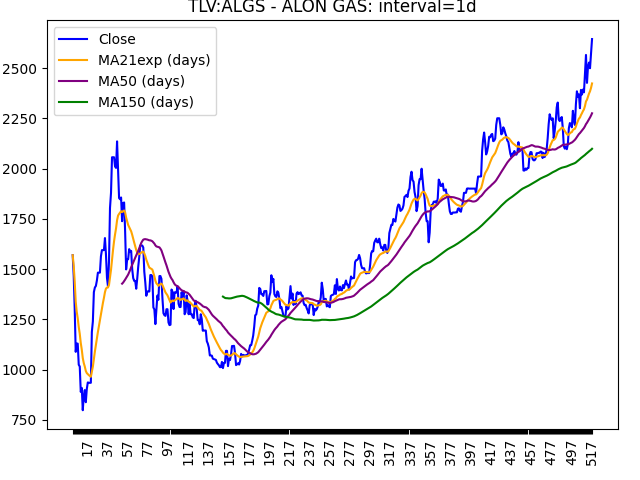 TLV:ALGS - ALON GAS: interval=1d
Close
MA21exp (days)
MA50 (days)
MA150 (days)
2500
2250
2000
1750
1500
1250
1000
750
17 37 57 77 97 117 137 157 177 197 217 237 257 277 297 317 337 357 377 397 417 437 457 477 497 517